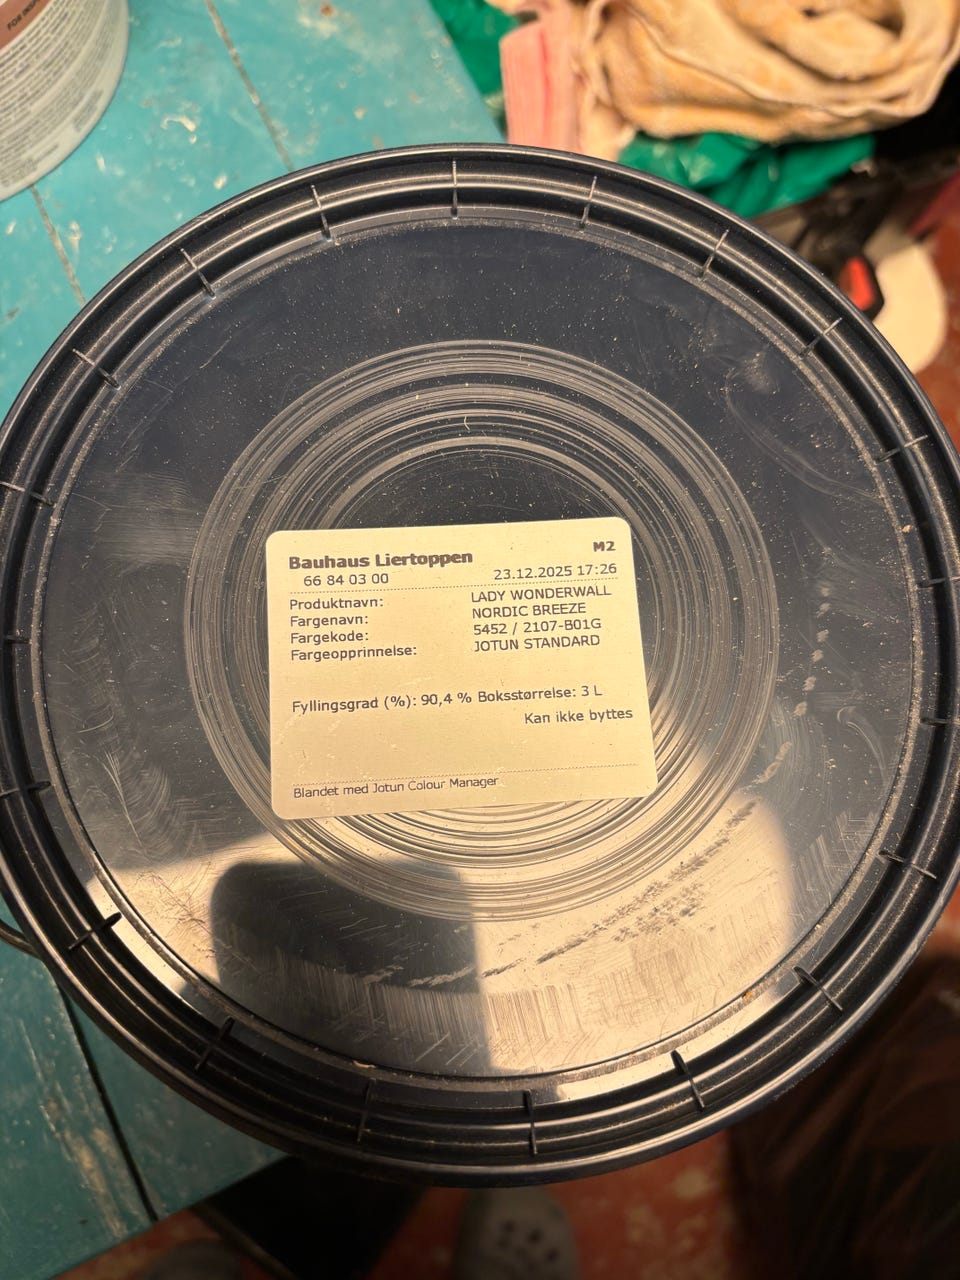 FOR INSPI
Bauhaus Liertoppen M2
66 84 03 00 23.12.2025 17:26
Produktnavn: LADY WONDERWALL
Fargenavn: NORDIC BREEZE
Fargekode: 5452 / 2107-B01G
Fargeopprinnelse: JOTUN STANDARD
Fyllingsgrad (%): 90,4 % Boksstørrelse: 3 L
Kan ikke byttes
Blandet med Jotun Colour Manager